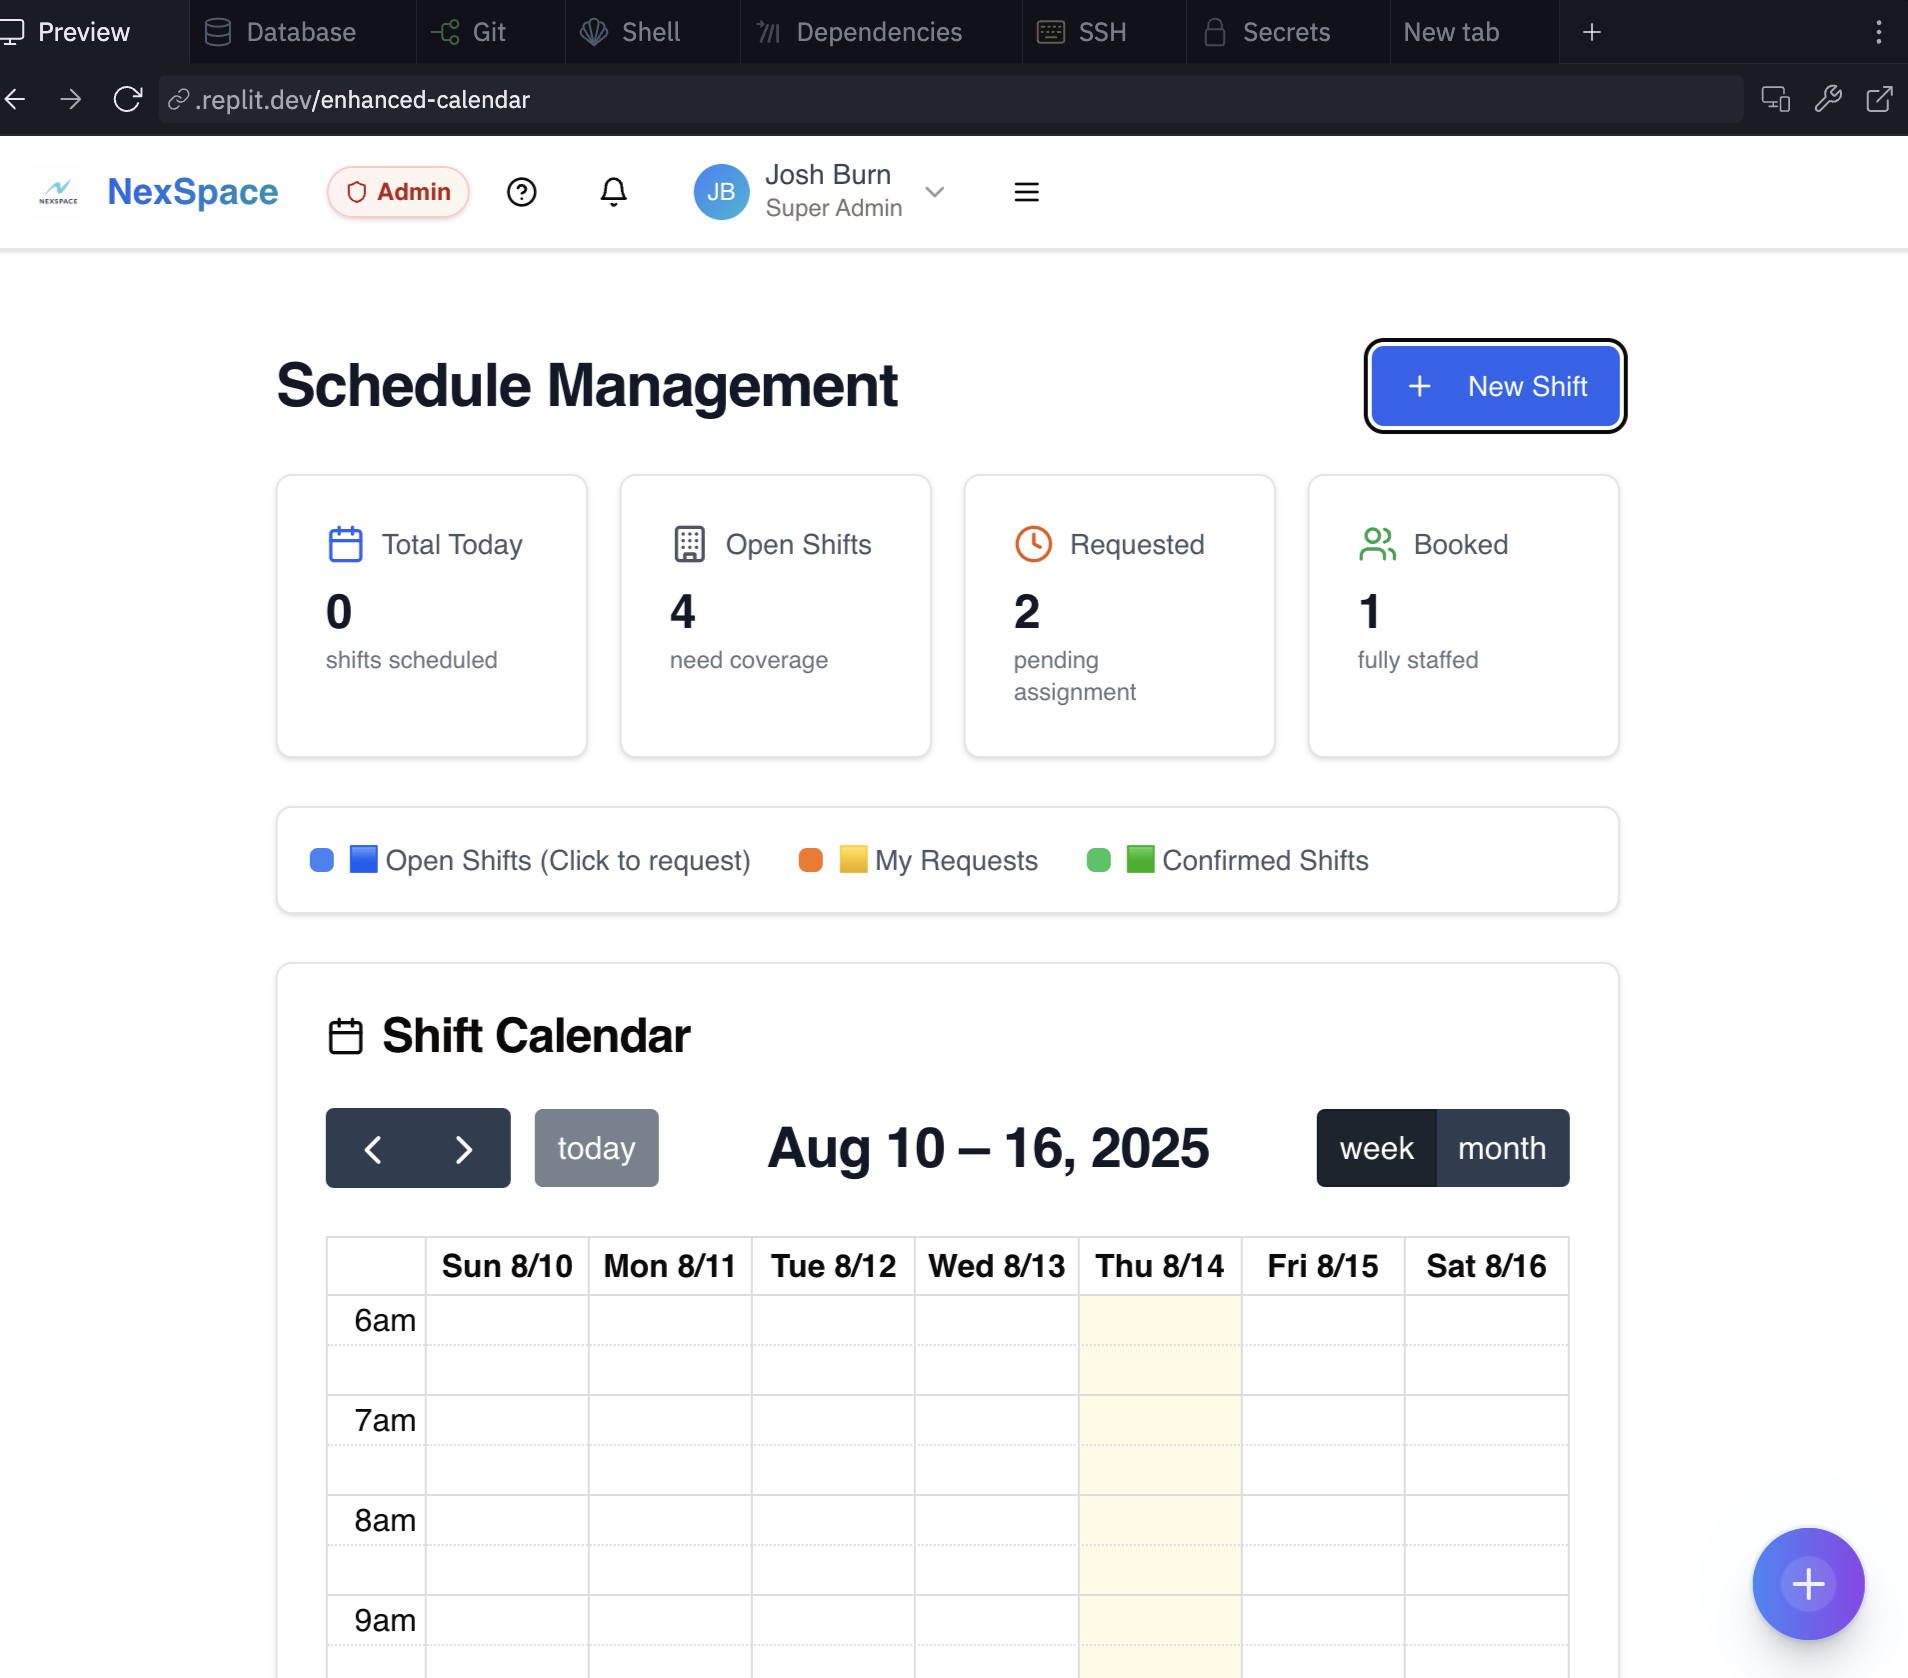 Preview
Database
Git
Shell
Dependencies
SSH
Secrets
New tab
.replit.dev/enhanced-calendar
NEXSPACE
NexSpace
Admin
JB
Josh Burn
Super Admin
Schedule Management
New Shift
Total Today
0
shifts scheduled
Open Shifts
4
need coverage
Requested
2
pending
assignment
Booked
1
fully staffed
Open Shifts (Click to request)
My Requests
Confirmed Shifts
Shift Calendar
today
Aug 10 – 16, 2025
week
month
Sun 8/10
Mon 8/11
Tue 8/12
Wed 8/13
Thu 8/14
Fri 8/15
Sat 8/16
6am
7am
8am
9am